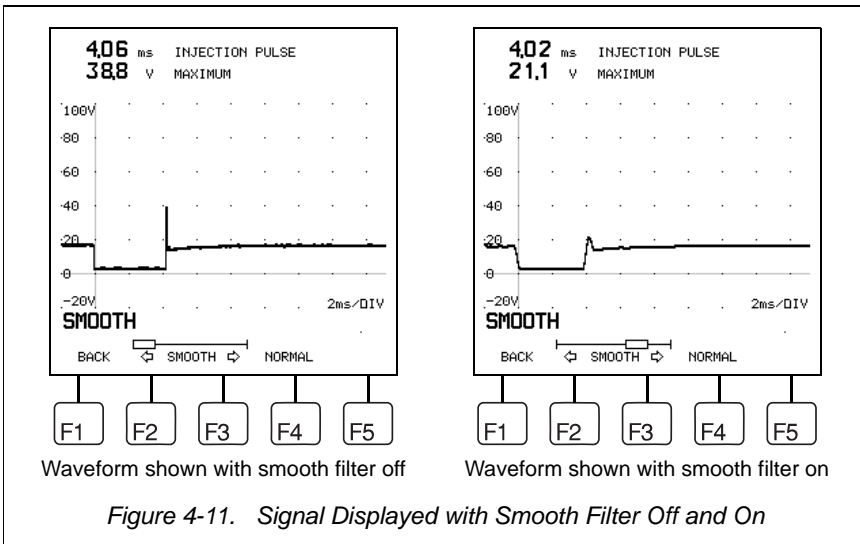 4,06 ms INJECTION PULSE
38,8 V MAXIMUM
100V
80
60
40
20
0
-20V
2ms/DIV
SMOOTH
BACK SMOOTH NORMAL
F1 F2 F3 F4 F5
Waveform shown with smooth filter off
4,02 ms INJECTION PULSE
21,1 V MAXIMUM
100V
80
60
40
20
0
-20V
2ms/DIV
SMOOTH
BACK SMOOTH NORMAL
F1 F2 F3 F4 F5
Waveform shown with smooth filter on
Figure 4-11. Signal Displayed with Smooth Filter Off and On